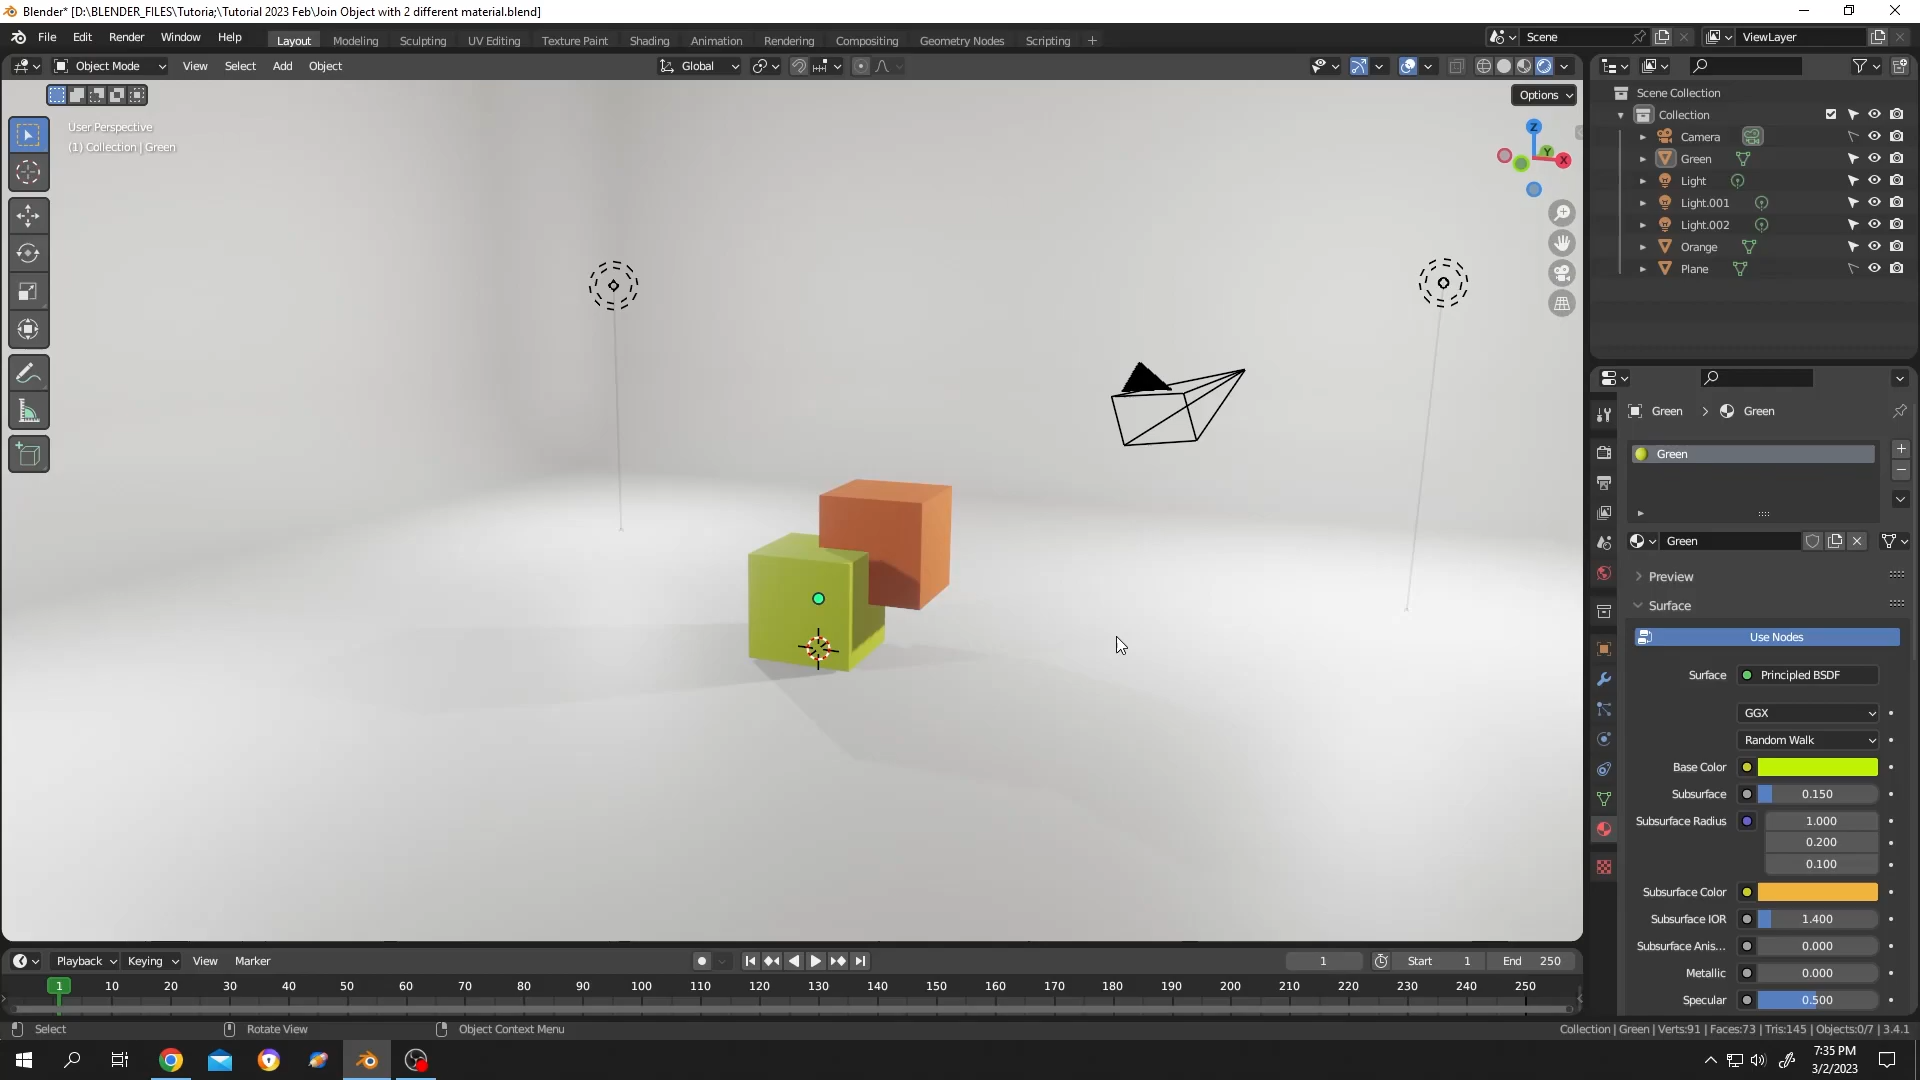 Blender* [D:\BLENDER_FILES\Tutoria;\Tutorial 2023 Feb\Join Object with 2 different material.blend]
File Edit Render Window Help Layout Modeling Sculpting UV Editing Texture Paint Shading Animation Rendering Compositing Geometry Nodes Scripting + Scene ViewLayer
Object Mode View Select Add Object Global
Options
User Perspective
(1) Collection | Green
Z
Y
X
Scene Collection
Collection
Camera
Green
Light
Light.001
Light.002
Orange
Plane
Green > Green
Green
Green
Preview
Surface
Use Nodes
Surface Principled BSDF
GGX
Random Walk
Base Color
Subsurface 0.150
Subsurface Radius 1.000
0.200
0.100
Subsurface Color
Subsurface IOR 1.400
Subsurface Anis... 0.000
Metallic 0.000
Specular 0.500
Playback Keying View Marker 1 Start 1 End 250
1 10 20 30 40 50 60 70 80 90 100 110 120 130 140 150 160 170 180 190 200 210 220 230 240 250
Select Rotate View Object Context Menu Collection | Green | Verts:91 | Faces:73 | Tris:145 | Objects:0/7 | 3.4.1
7:35 PM
3/2/2023